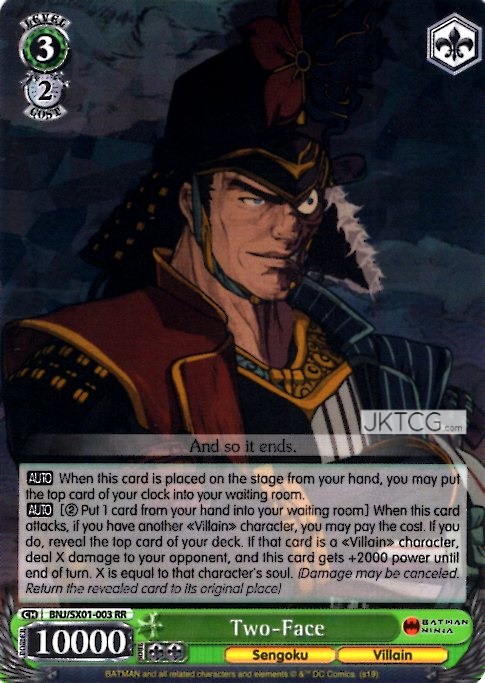 LEVEL
3
2
COST
JKTCG.com
And so it ends.
AUTO When this card is placed on the stage from your hand, you may put
the top card of your clock into your waiting room.
AUTO [② Put 1 card from your hand into your waiting room] When this card
attacks, if you have another «Villain» character, you may pay the cost. If you
do, reveal the top card of your deck. If that card is a «Villain» character,
deal X damage to your opponent, and this card gets +2000 power until
end of turn. X is equal to that character's soul. (Damage may be canceled.
Return the revealed card to its original place)
CH BNJ/SX01-003 RR
POWER 10000
Two-Face
BATMAN
NINJA
Sengoku Villain
BATMAN and all related characters and elements © &™ DC Comics. (s19)